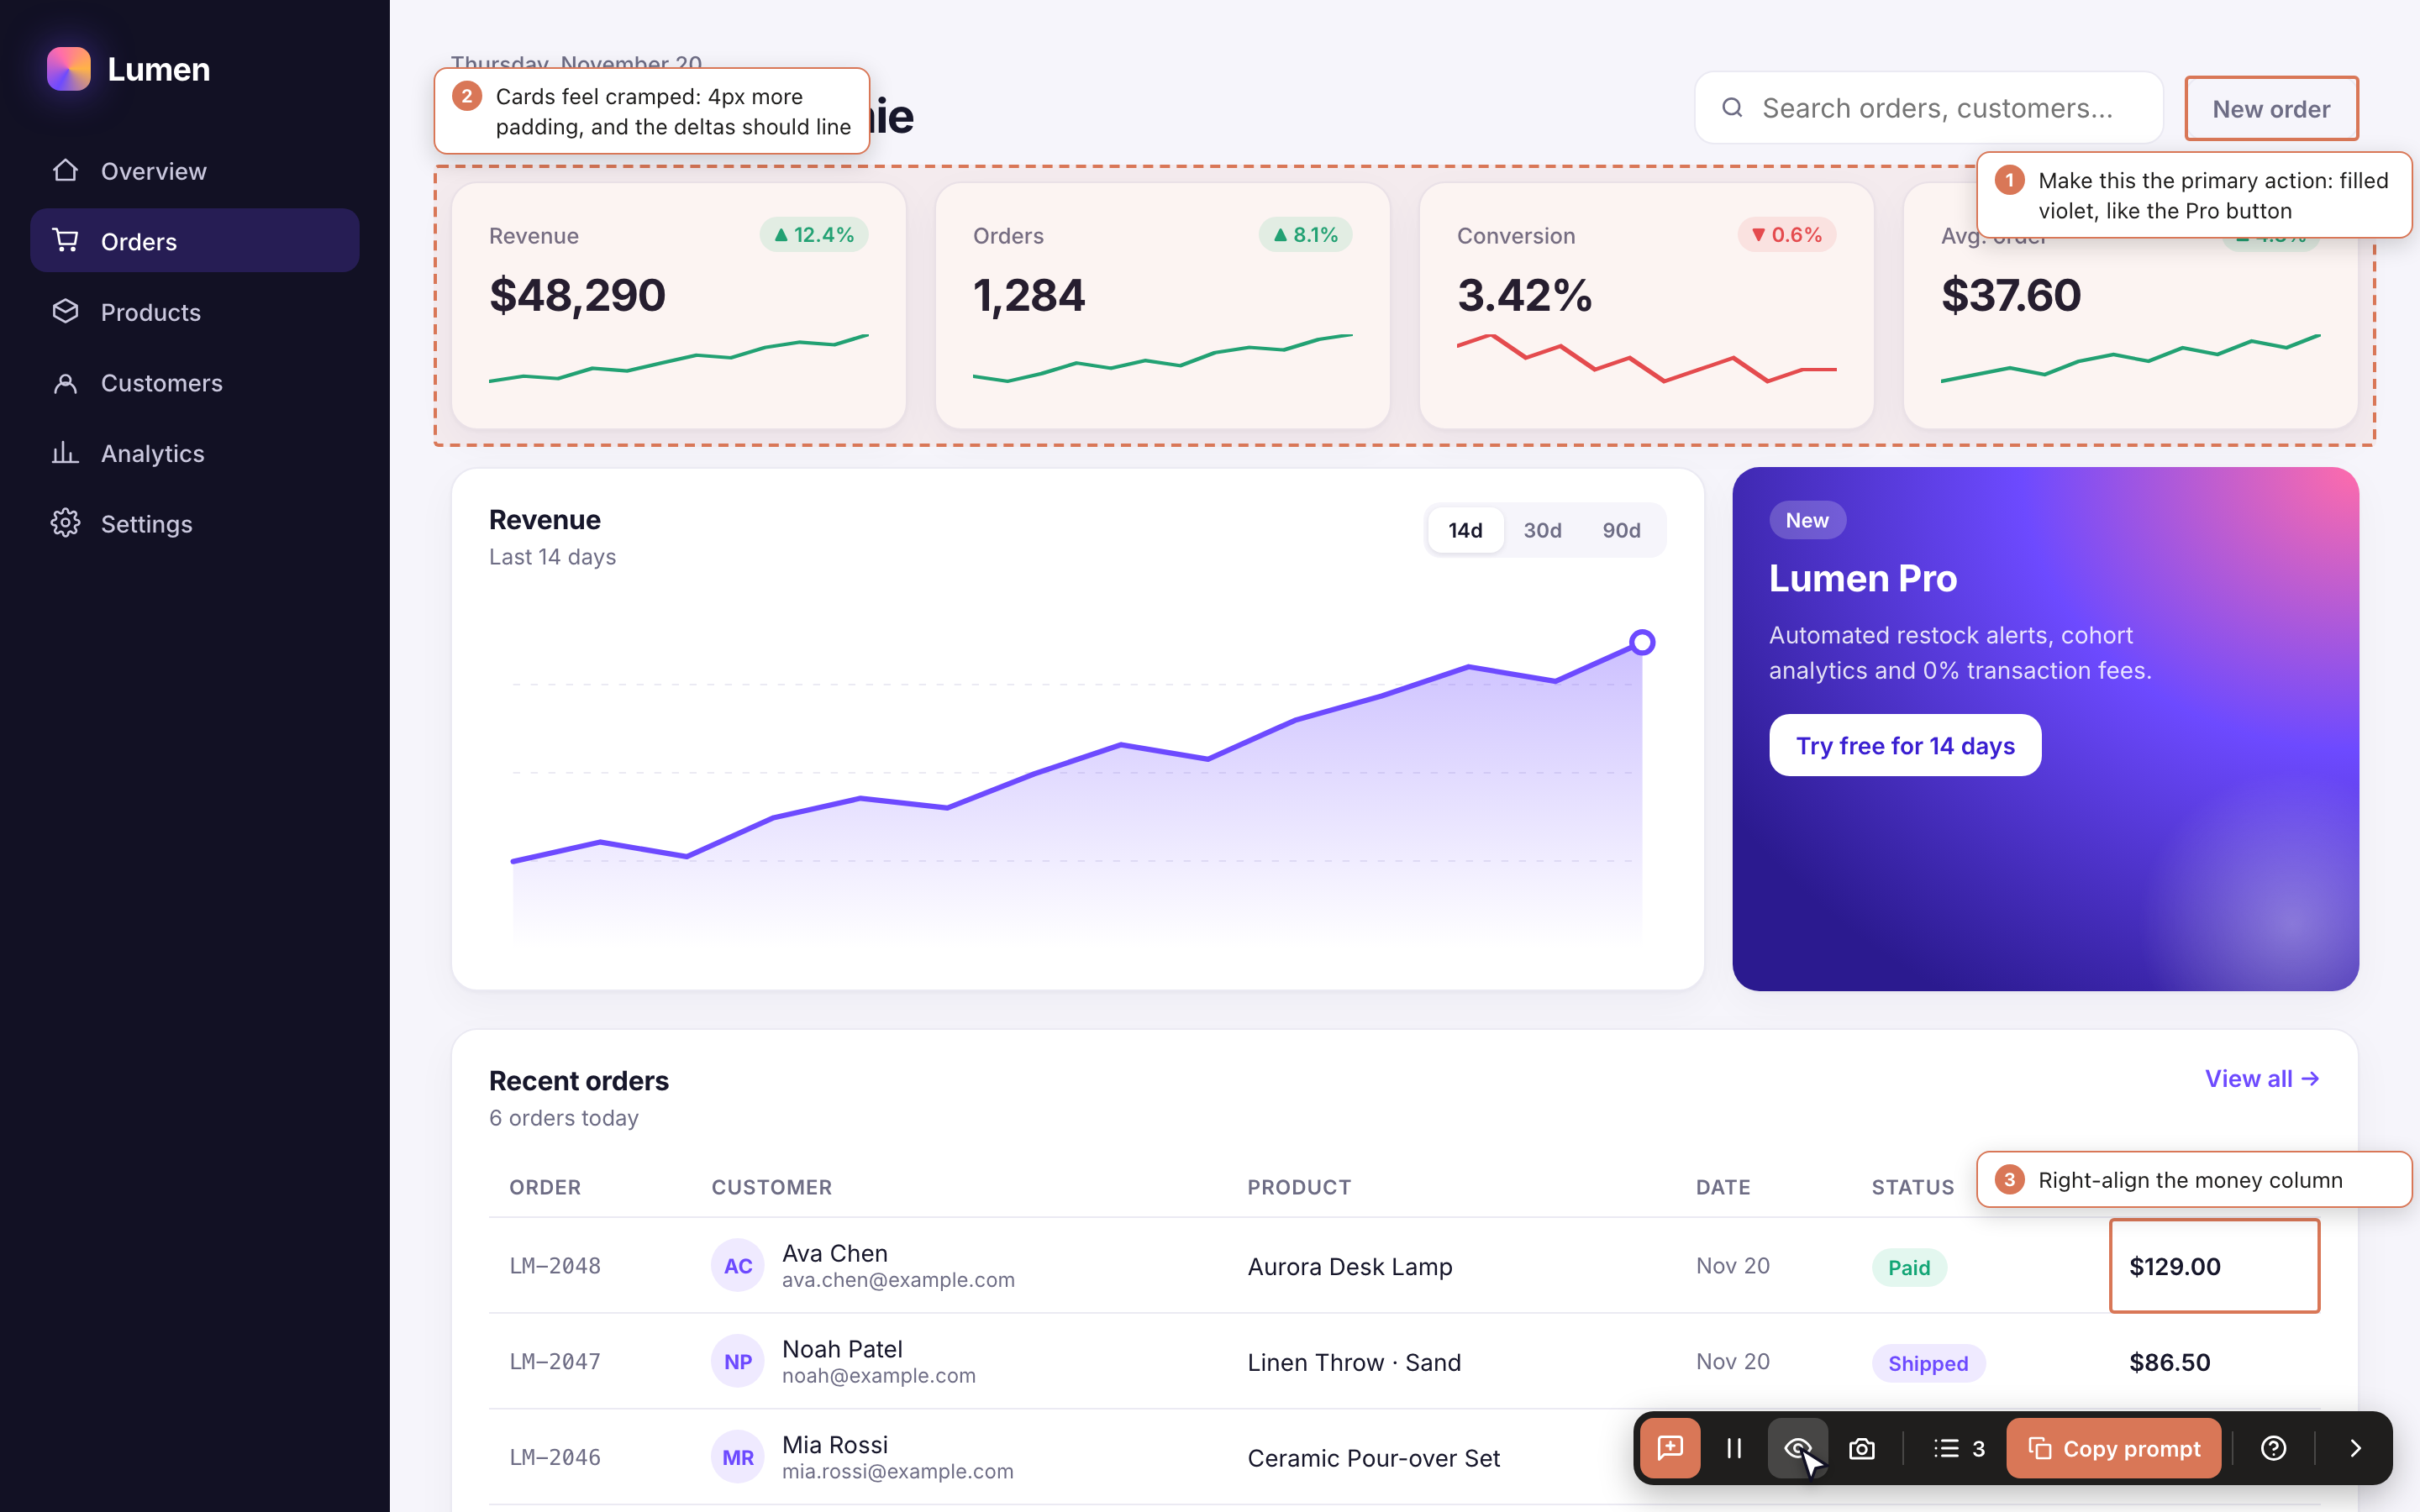 Lumen
Overview
Orders
Products
Customers
Analytics
Settings
Thursday, November 20
2 Cards feel cramped: 4px more
padding, and the deltas should line
Search orders, customers...
New order
1 Make this the primary action: filled
violet, like the Pro button
Revenue
12.4%
$48,290
Orders
8.1%
1,284
Conversion
0.6%
3.42%
Avg. order
$37.60
Revenue
Last 14 days
14d 30d 90d
New
Lumen Pro
Automated restock alerts, cohort
analytics and 0% transaction fees.
Try free for 14 days
Recent orders
6 orders today
View all →
ORDER CUSTOMER PRODUCT DATE STATUS
3 Right-align the money column
LM-2048 AC Ava Chen Aurora Desk Lamp Nov 20 Paid $129.00
ava.chen@example.com
LM-2047 NP Noah Patel Linen Throw · Sand Nov 20 Shipped $86.50
noah@example.com
LM-2046 MR Mia Rossi Ceramic Pour-over Set
mia.rossi@example.com
3 Copy prompt